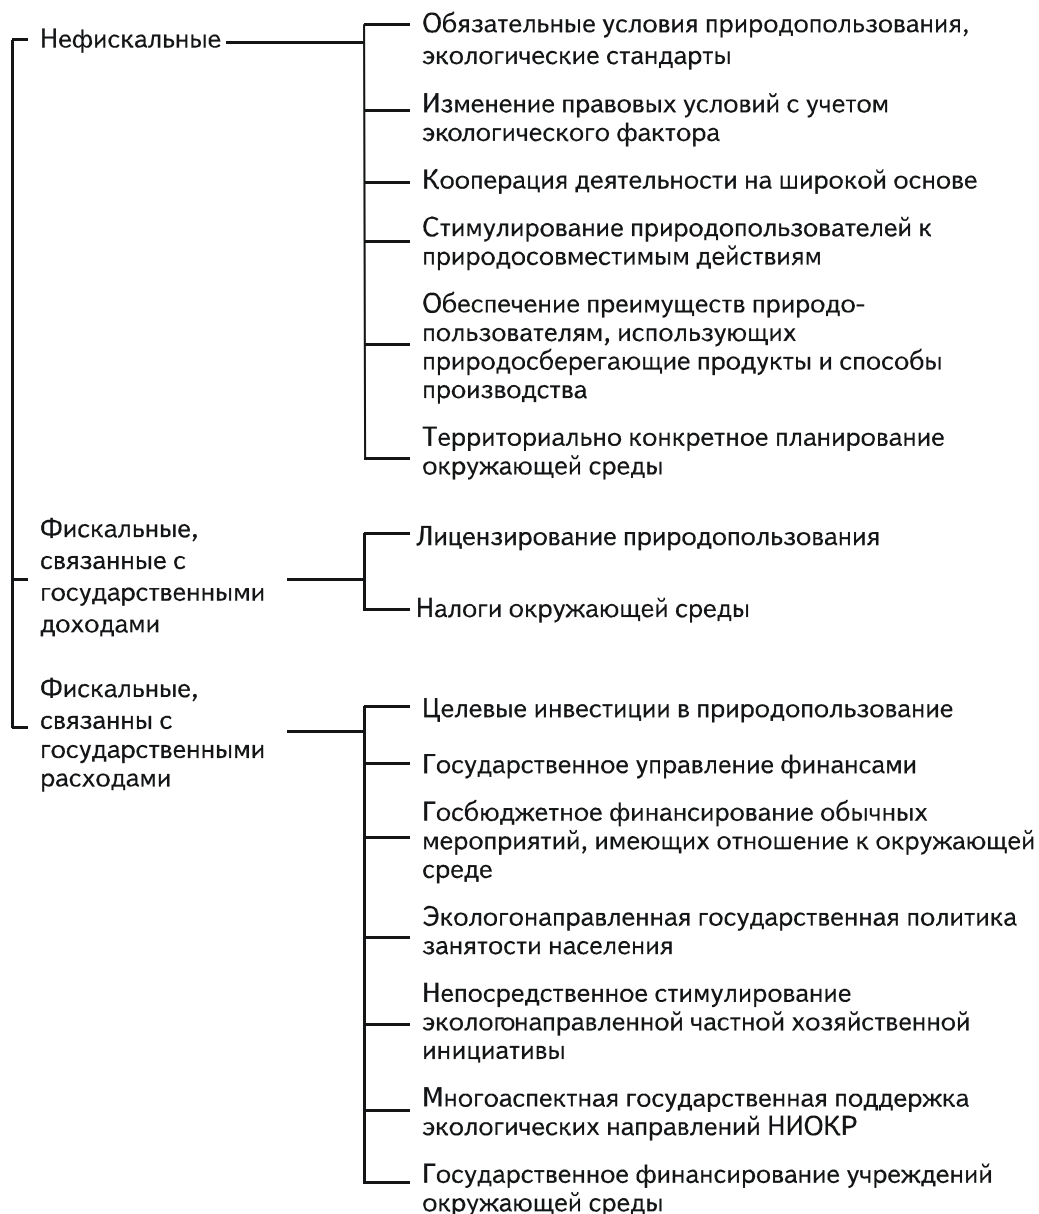 Нефискальные
Обязательные условия природопользования,
экологические стандарты
Изменение правовых условий с учетом
экологического фактора
Кооперация деятельности на широкой основе
Стимулирование природопользователей к
природосовместимым действиям
Обеспечение преимуществ природо-
пользователям, использующих
природосберегающие продукты и способы
производства
Территориально конкретное планирование
окружающей среды
Фискальные,
связанные с
государственными
доходами
Лицензирование природопользования
Налоги окружающей среды
Фискальные,
связанны с
государственными
расходами
Целевые инвестиции в природопользование
Государственное управление финансами
Госбюджетное финансирование обычных
мероприятий, имеющих отношение к окружающей
среде
Экологонаправленная государственная политика
занятости населения
Непосредственное стимулирование
экологонаправленной частной хозяйственной
инициативы
Многоаспектная государственная поддержка
экологических направлений НИОКР
Государственное финансирование учреждений
окружающей среды